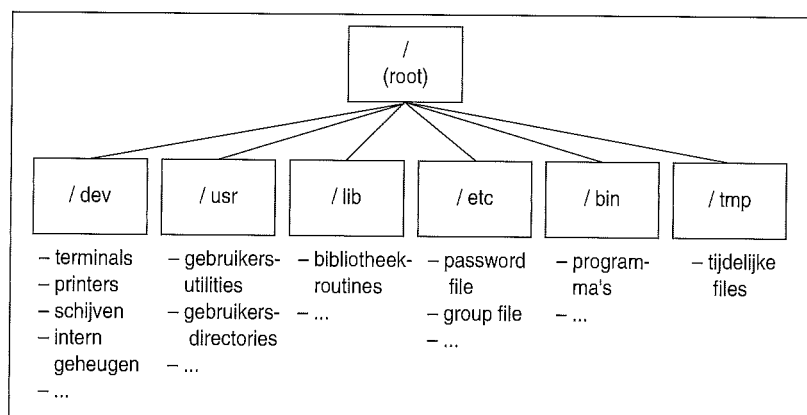 /
(root)
/ dev
/ usr
/ lib
/ etc
/ bin
/ tmp
– terminals
– printers
– schijven
– intern
geheugen
– ...
– gebruikers-
utilities
– gebruikers-
directories
– ...
– bibliotheek-
routines
– ...
– password
file
– group file
– ...
– program-
ma's
– ...
– tijdelijke
files